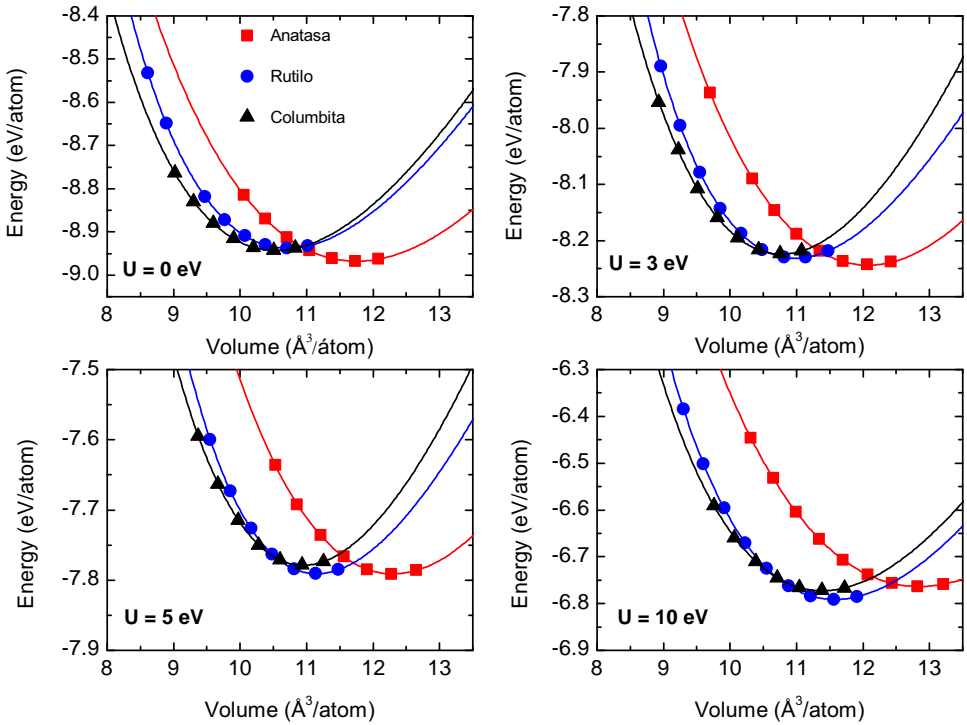 -8.4
-8.5
-8.6
-8.7
-8.8
-8.9
-9.0
Energy (eV/atom)
Anatasa
Rutilo
Columbita
U = 0 eV
8 9 10 11 12 13
Volume (Å³/átom)
-7.8
-7.9
-8.0
-8.1
-8.2
-8.3
Energy (eV/atom)
U = 3 eV
8 9 10 11 12 13
Volume (Å³/atom)
-7.5
-7.6
-7.7
-7.8
-7.9
Energy (eV/atom)
U = 5 eV
8 9 10 11 12 13
Volume (Å³/atom)
-6.3
-6.4
-6.5
-6.6
-6.7
-6.8
-6.9
Energy (eV/atom)
U = 10 eV
8 9 10 11 12 13
Volume (Å³/atom)